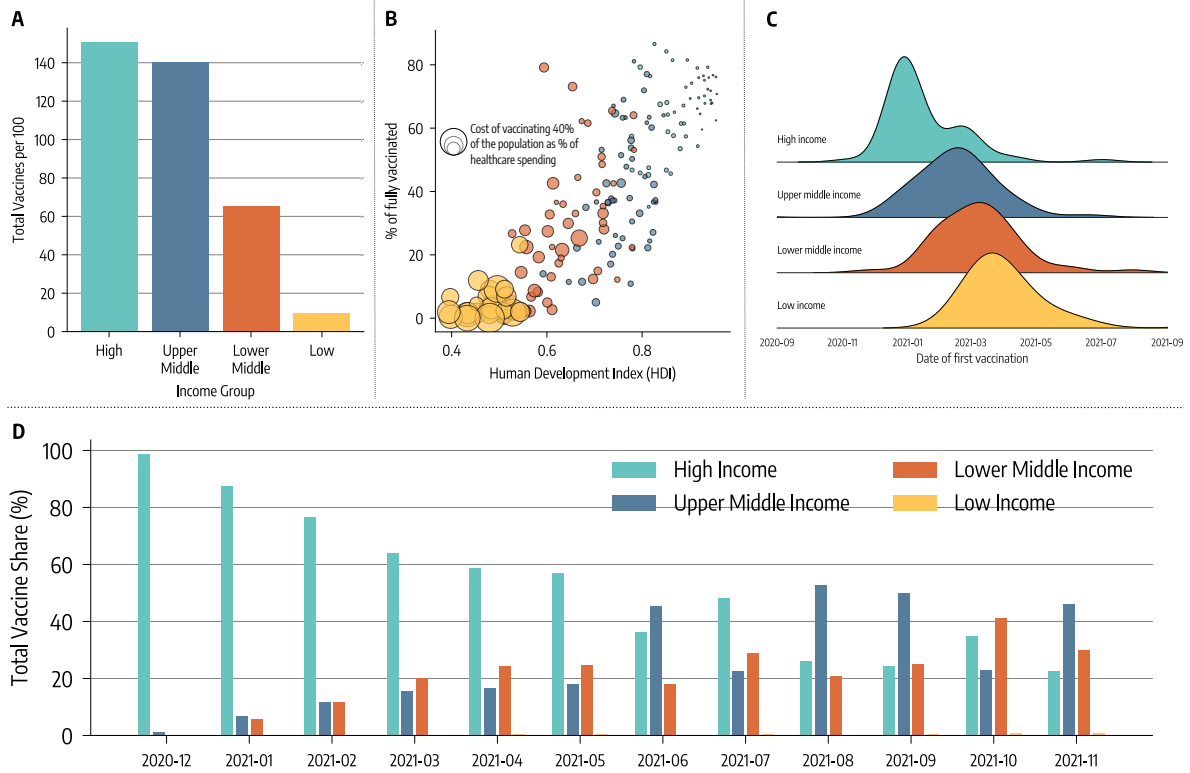 A
Total Vaccines per 100
140
120
100
80
60
40
20
0
High
Upper
Middle
Lower
Middle
Low
Income Group
B
% of fully vaccinated
80
60
40
20
0
Cost of vaccinating 40%
of the population as % of
healthcare spending
0.4
0.6
0.8
Human Development Index (HDI)
C
High income
Upper middle income
Lower middle income
Low income
2020-09
2020-11
2021-01
2021-03
2021-05
2021-07
2021-09
Date of first vaccination
D
Total Vaccine Share (%)
100
80
60
40
20
0
High Income
Upper Middle Income
Lower Middle Income
Low Income
2020-12
2021-01
2021-02
2021-03
2021-04
2021-05
2021-06
2021-07
2021-08
2021-09
2021-10
2021-11